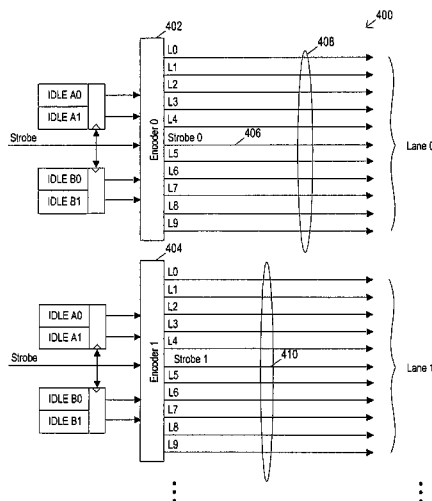 400
402
408
L0
L1
IDLE A0
L2
IDLE A1
L3
L4
Strobe
Encoder 0
Strobe 0
406
Lane 0
L5
IDLE B0
L6
IDLE B1
L7
L8
L9
404
L0
L1
IDLE A0
L2
IDLE A1
L3
L4
Strobe
Encoder 1
Strobe 1
410
Lane 1
L5
IDLE B0
L6
IDLE B1
L7
L8
L9